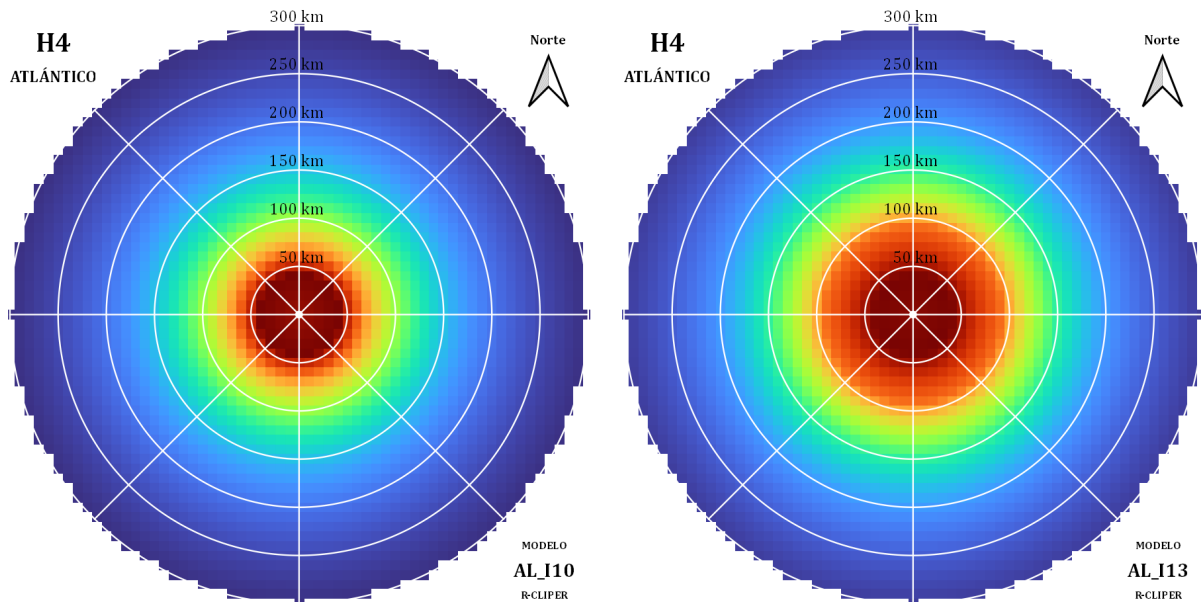 H4
ATLÁNTICO
300 km
250 km
200 km
150 km
100 km
50 km
Norte
MODELO
AL_I10
R-CLIPER
H4
ATLÁNTICO
300 km
250 km
200 km
150 km
100 km
50 km
Norte
MODELO
AL_I13
R-CLIPER